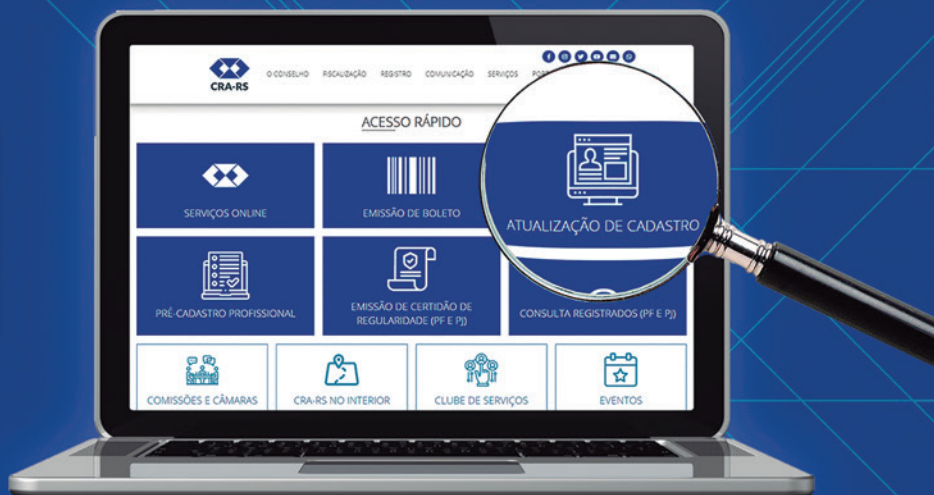 CRA-RS
O CONSELHO FISCALIZAÇÃO REGISTRO COMUNICAÇÃO SERVIÇOS
ACESSO RÁPIDO
SERVIÇOS ONLINE
EMISSÃO DE BOLETO
ATUALIZAÇÃO DE CADASTRO
PRÉ-CADASTRO PROFISSIONAL
EMISSÃO DE CERTIDÃO DE
REGULARIDADE (PF E PJ)
CONSULTA REGISTRADOS (PF E PJ)
COMISSÕES E CÂMARAS
CRA-RS NO INTERIOR
CLUBE DE SERVIÇOS
EVENTOS